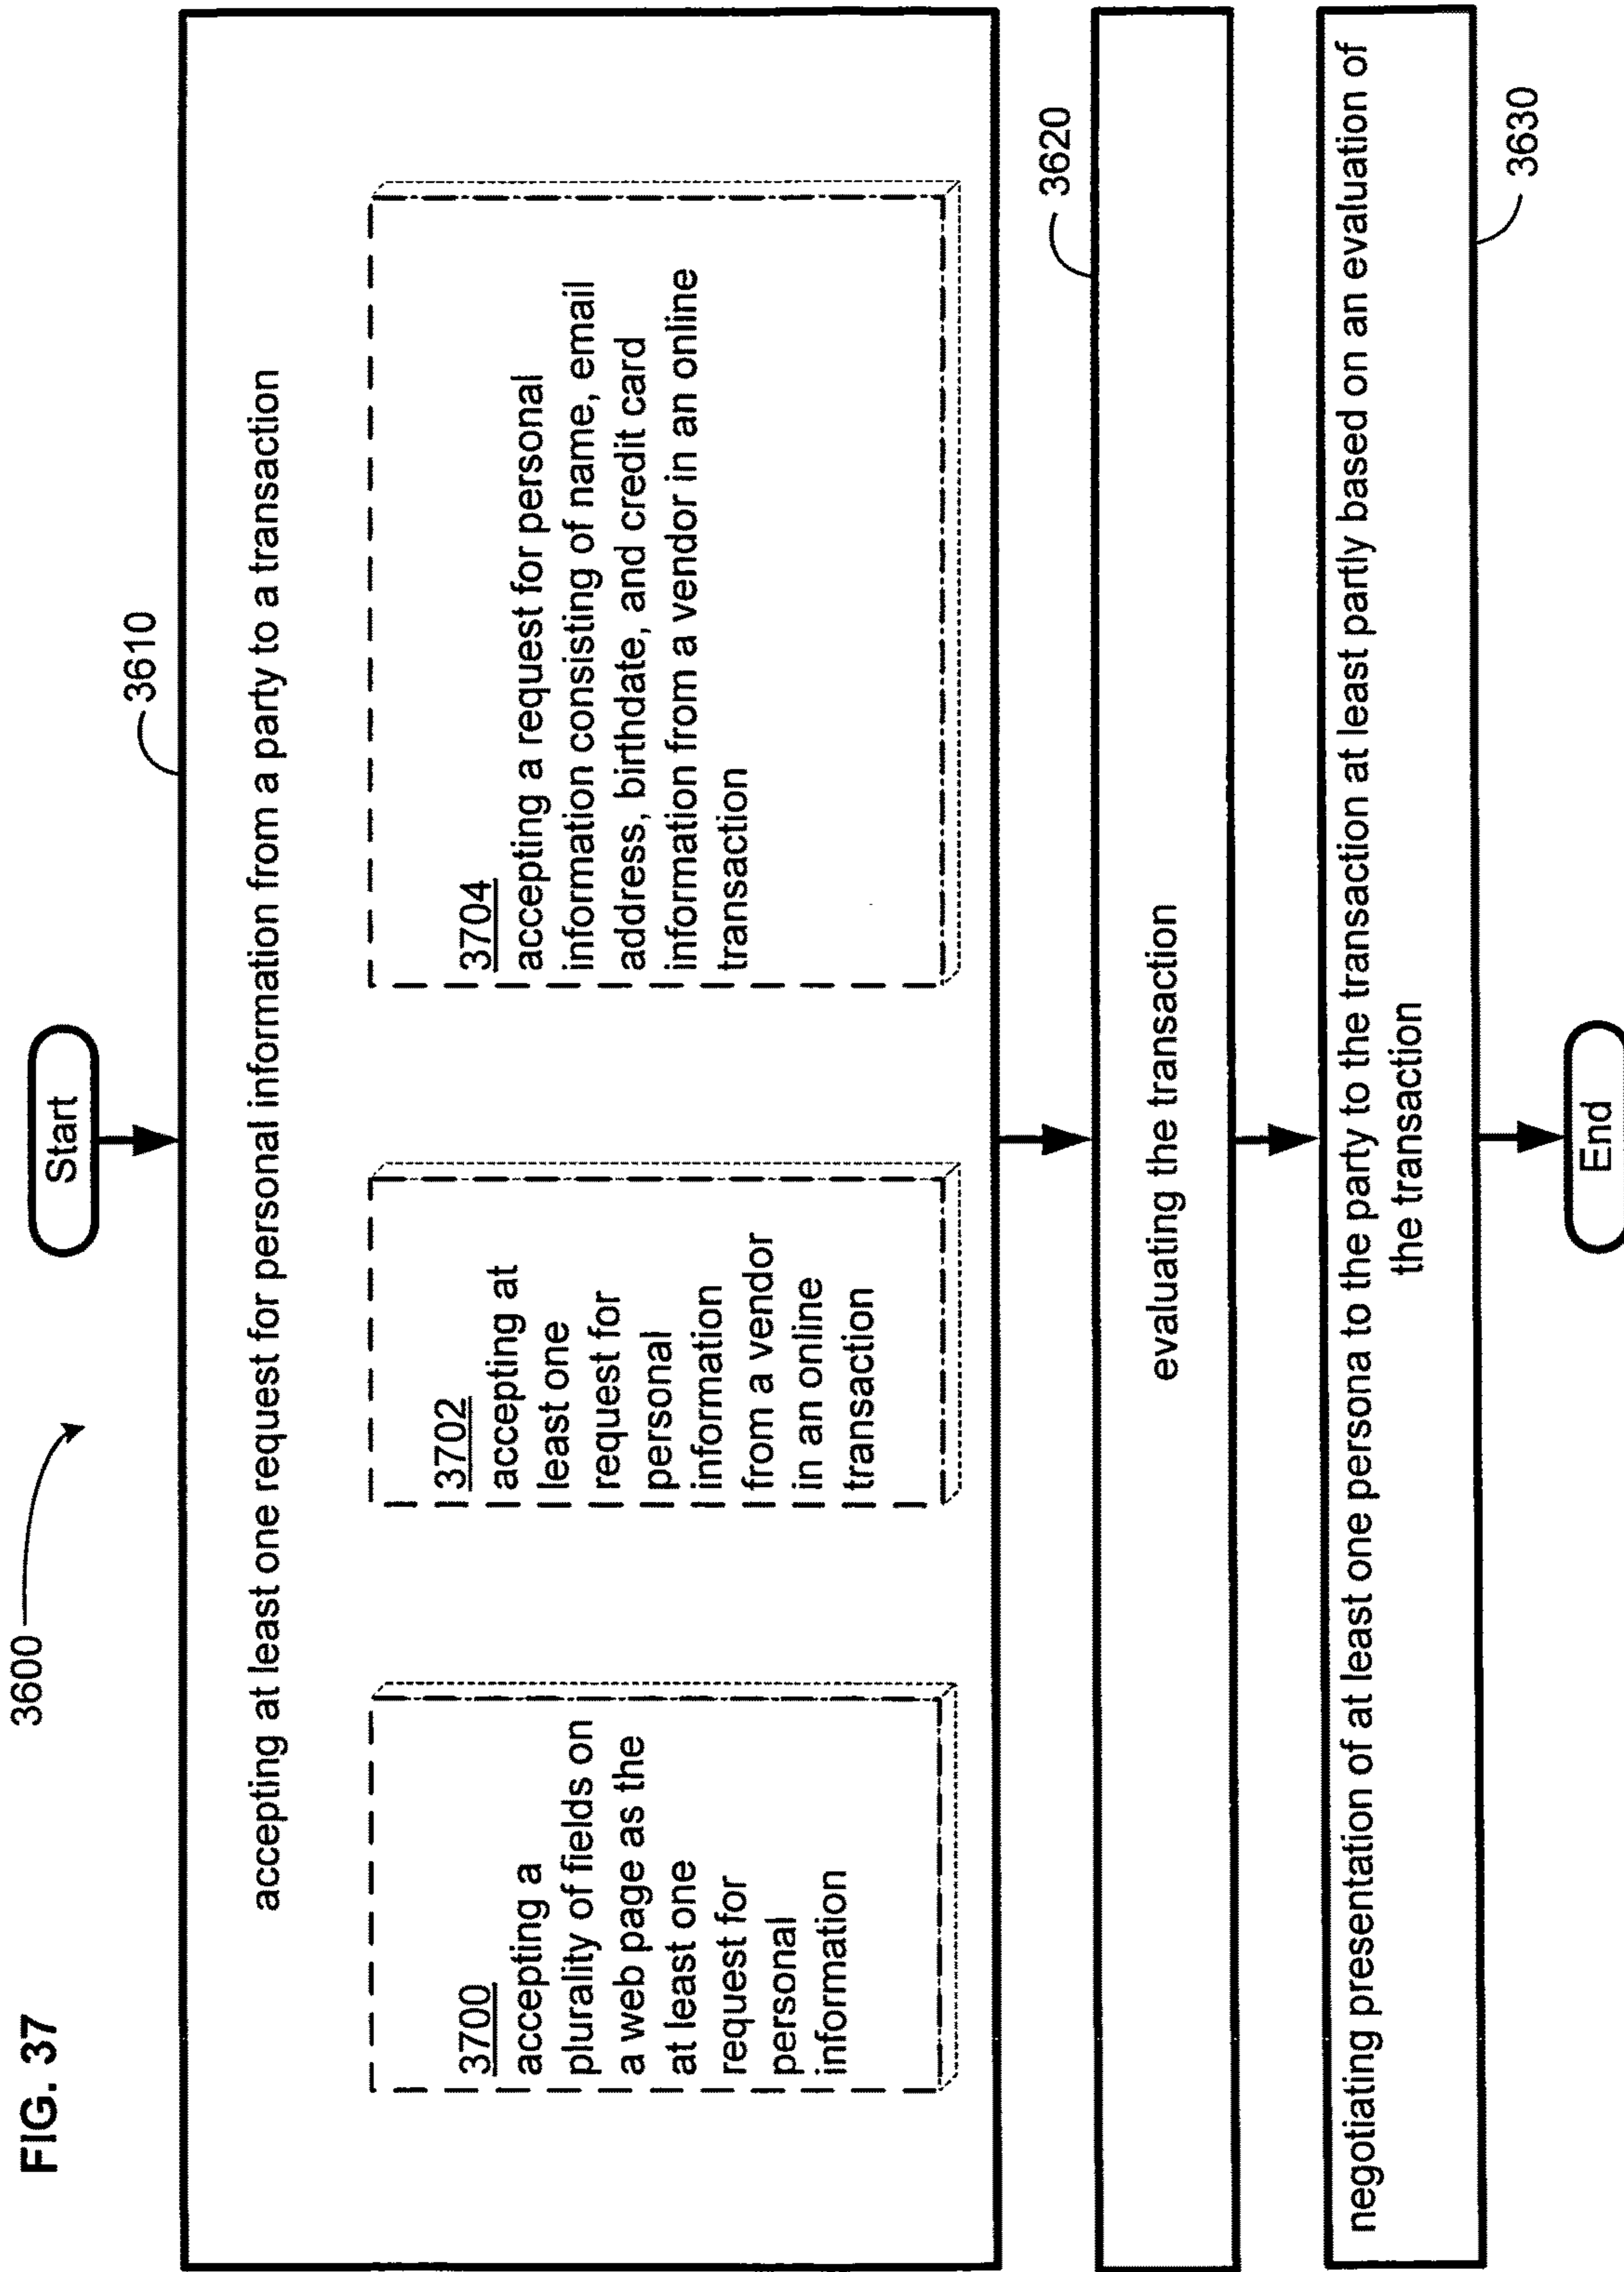 FIG. 37
3600
Start
3610
accepting at least one request for personal information from a party to a transaction
3700
accepting a
plurality of fields on
a web page as the
at least one
request for
personal
information
3702
accepting at
least one
request for
personal
information
from a vendor
in an online
transaction
3704
accepting a request for personal
information consisting of name, email
address, birthdate, and credit card
information from a vendor in an online
transaction
3620
evaluating the transaction
negotiating presentation of at least one persona to the party to the transaction at least partly based on an evaluation of
the transaction
3630
End